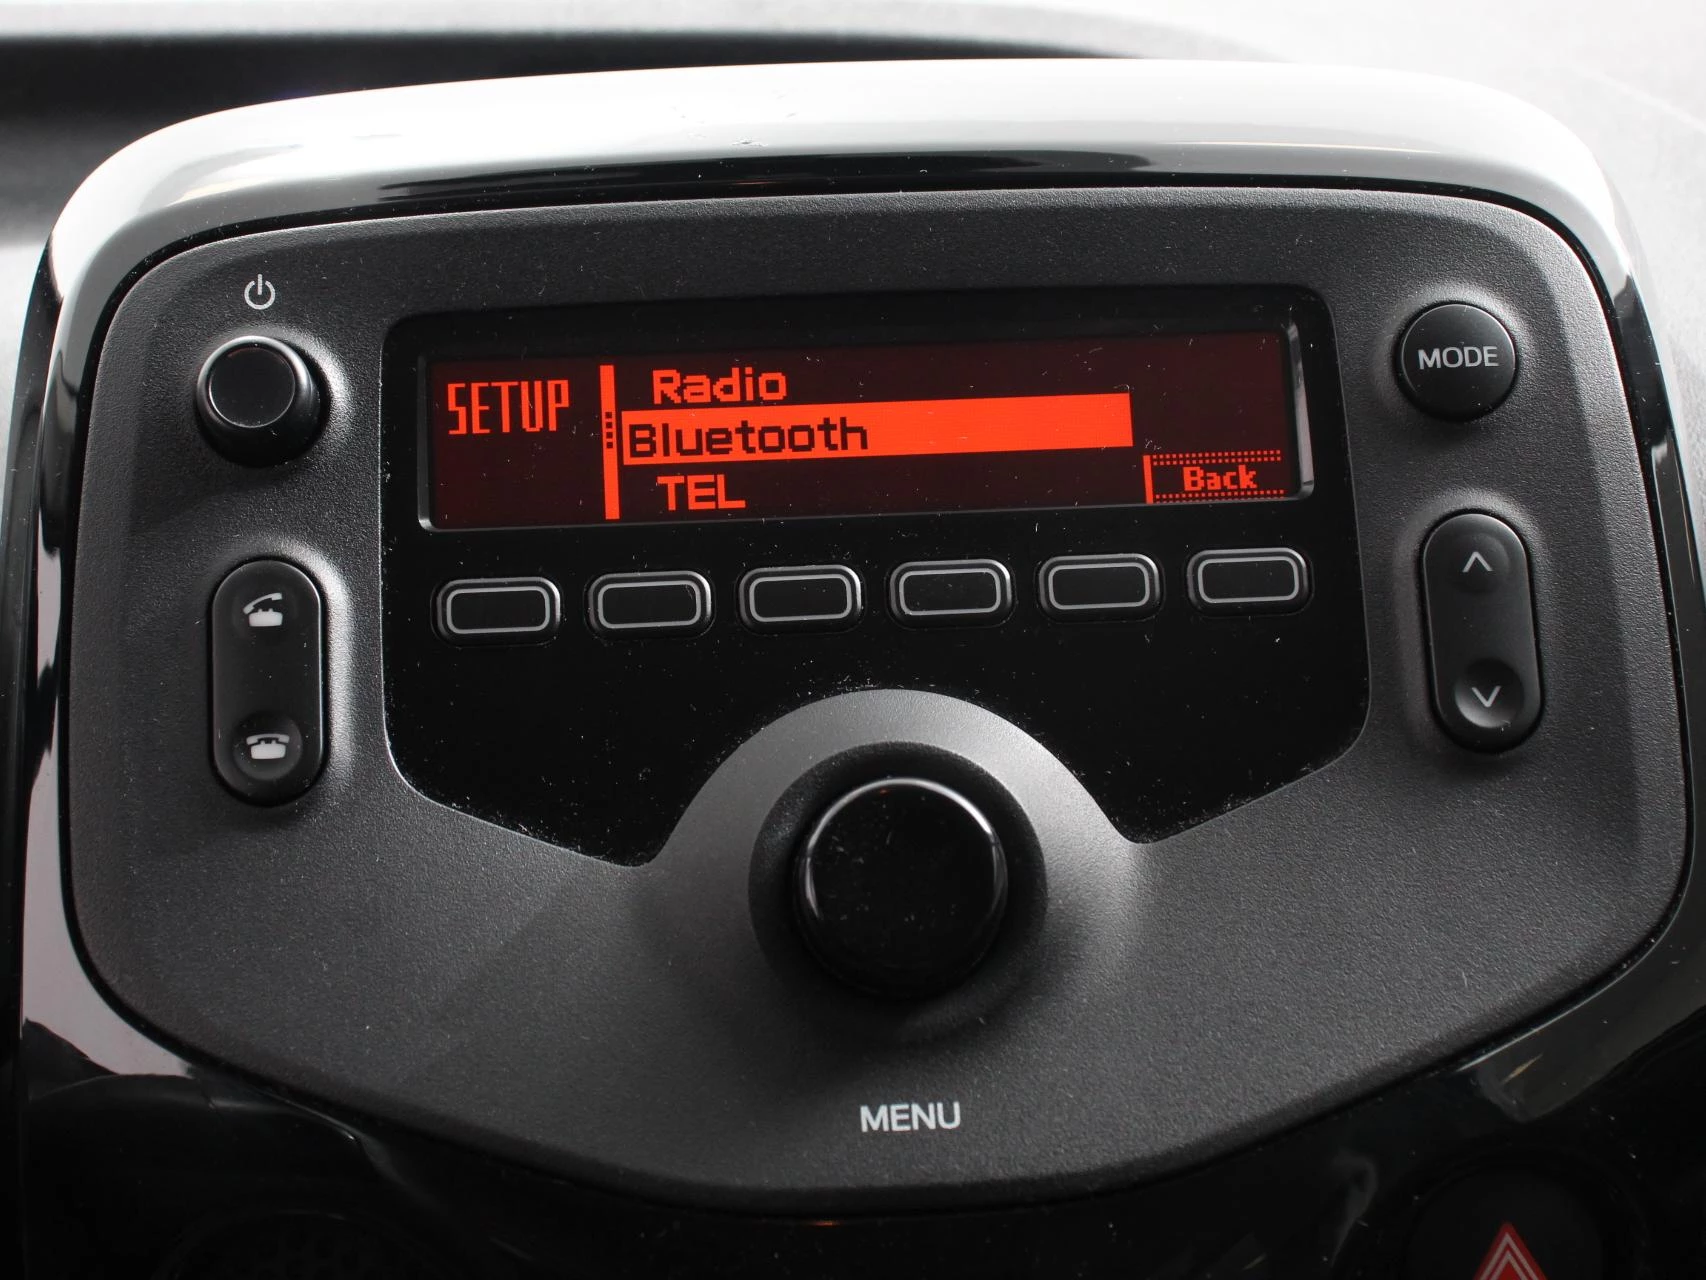 SETUP
Radio
Bluetooth
TEL
Back
MODE
MENU